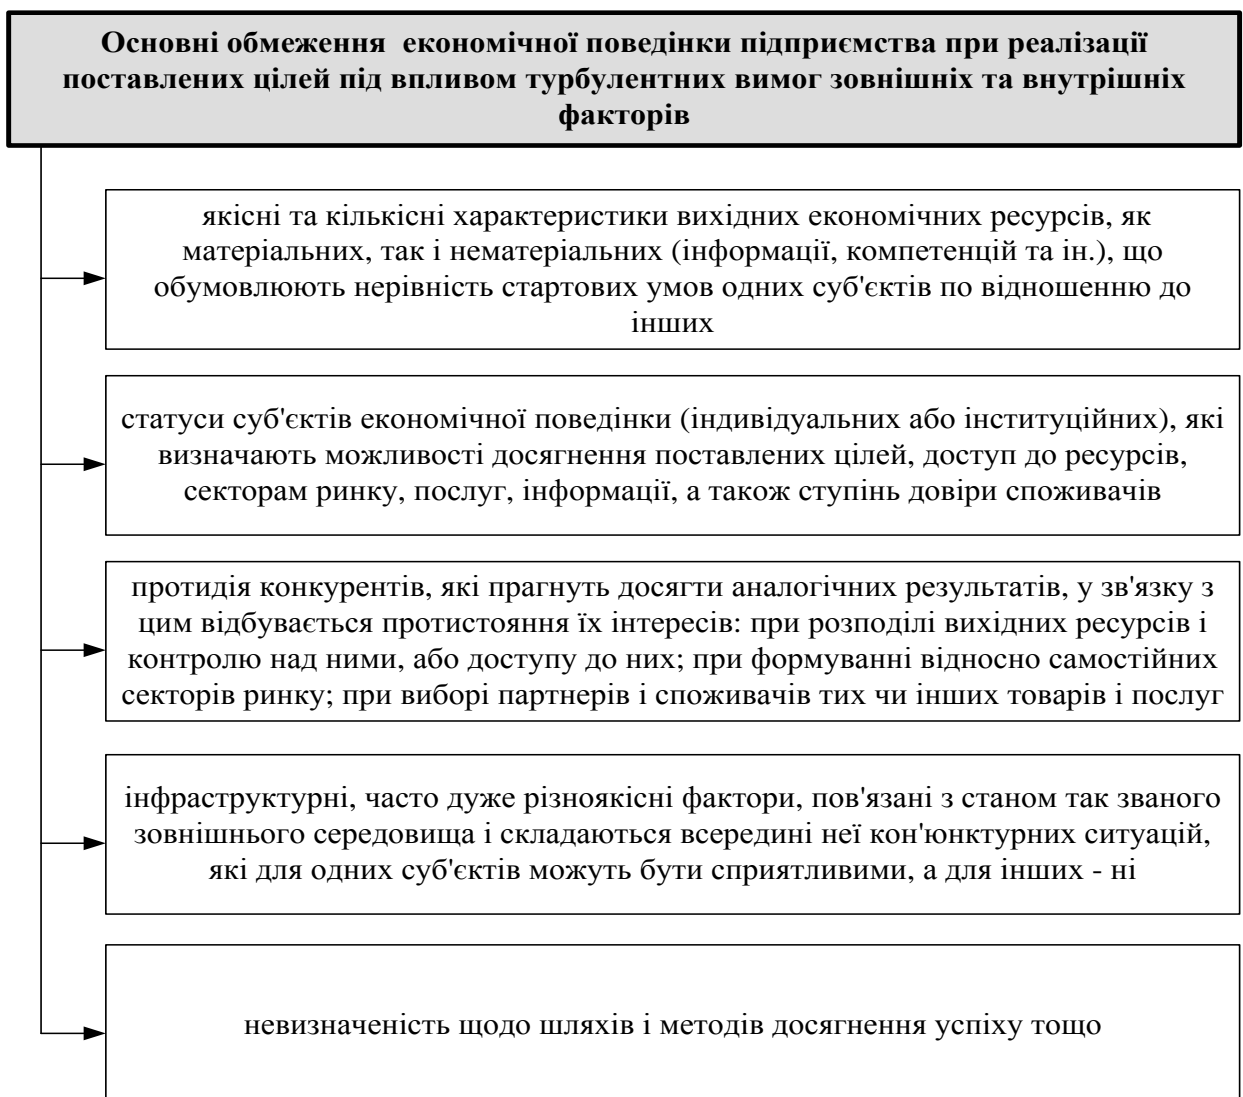 Основні обмеження економічної поведінки підприємства при реалізації
поставлених цілей під впливом турбулентних вимог зовнішніх та внутрішніх
факторів
якісні та кількісні характеристики вихідних економічних ресурсів, як
матеріальних, так і нематеріальних (інформації, компетенцій та ін.), що
обумовлюють нерівність стартових умов одних суб'єктів по відношенню до
інших
статуси суб'єктів економічної поведінки (індивідуальних або інституційних), які
визначають можливості досягнення поставлених цілей, доступ до ресурсів,
секторам ринку, послуг, інформації, а також ступінь довіри споживачів
протидія конкурентів, які прагнуть досягти аналогічних результатів, у зв'язку з
цим відбувається протистояння їх інтересів: при розподілі вихідних ресурсів і
контролю над ними, або доступу до них; при формуванні відносно самостійних
секторів ринку; при виборі партнерів і споживачів тих чи інших товарів і послуг
інфраструктурні, часто дуже різноякісні фактори, пов'язані з станом так званого
зовнішнього середовища і складаються всередині неї кон'юнктурних ситуацій,
які для одних суб'єктів можуть бути сприятливими, а для інших - ні
невизначеність щодо шляхів і методів досягнення успіху тощо